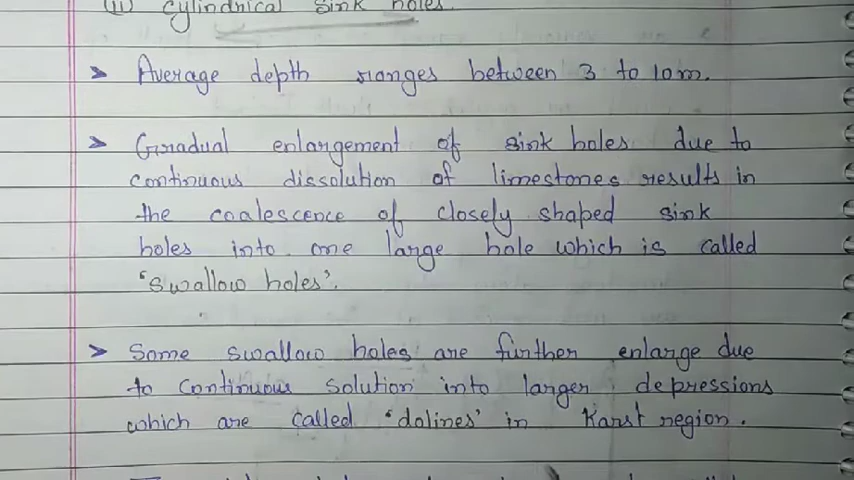 (ii) Cylindrical sink holes.
➤ Average depth ranges between 3 to 10m.
➤ Gradual enlargement of sink holes due to
continuous dissolution of limestones results in
the coalescence of closely shaped sink
holes into one large hole which is called
'swallow holes'.
➤ Some swallow holes are further enlarge due
to continuous solution into larger depressions
which are called 'dolines' in Karst region.